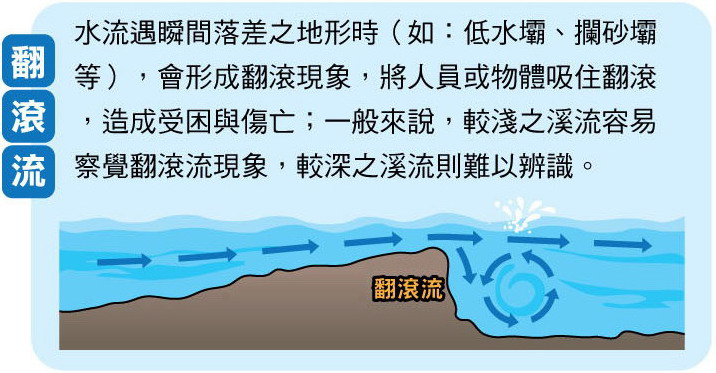 翻滾流
水流遇瞬間落差之地形時（如：低水壩、攔砂壩
等），會形成翻滾現象，將人員或物體吸住翻滾
，造成受困與傷亡；一般來說，較淺之溪流容易
察覺翻滾流現象，較深之溪流則難以辨識。
翻滾流